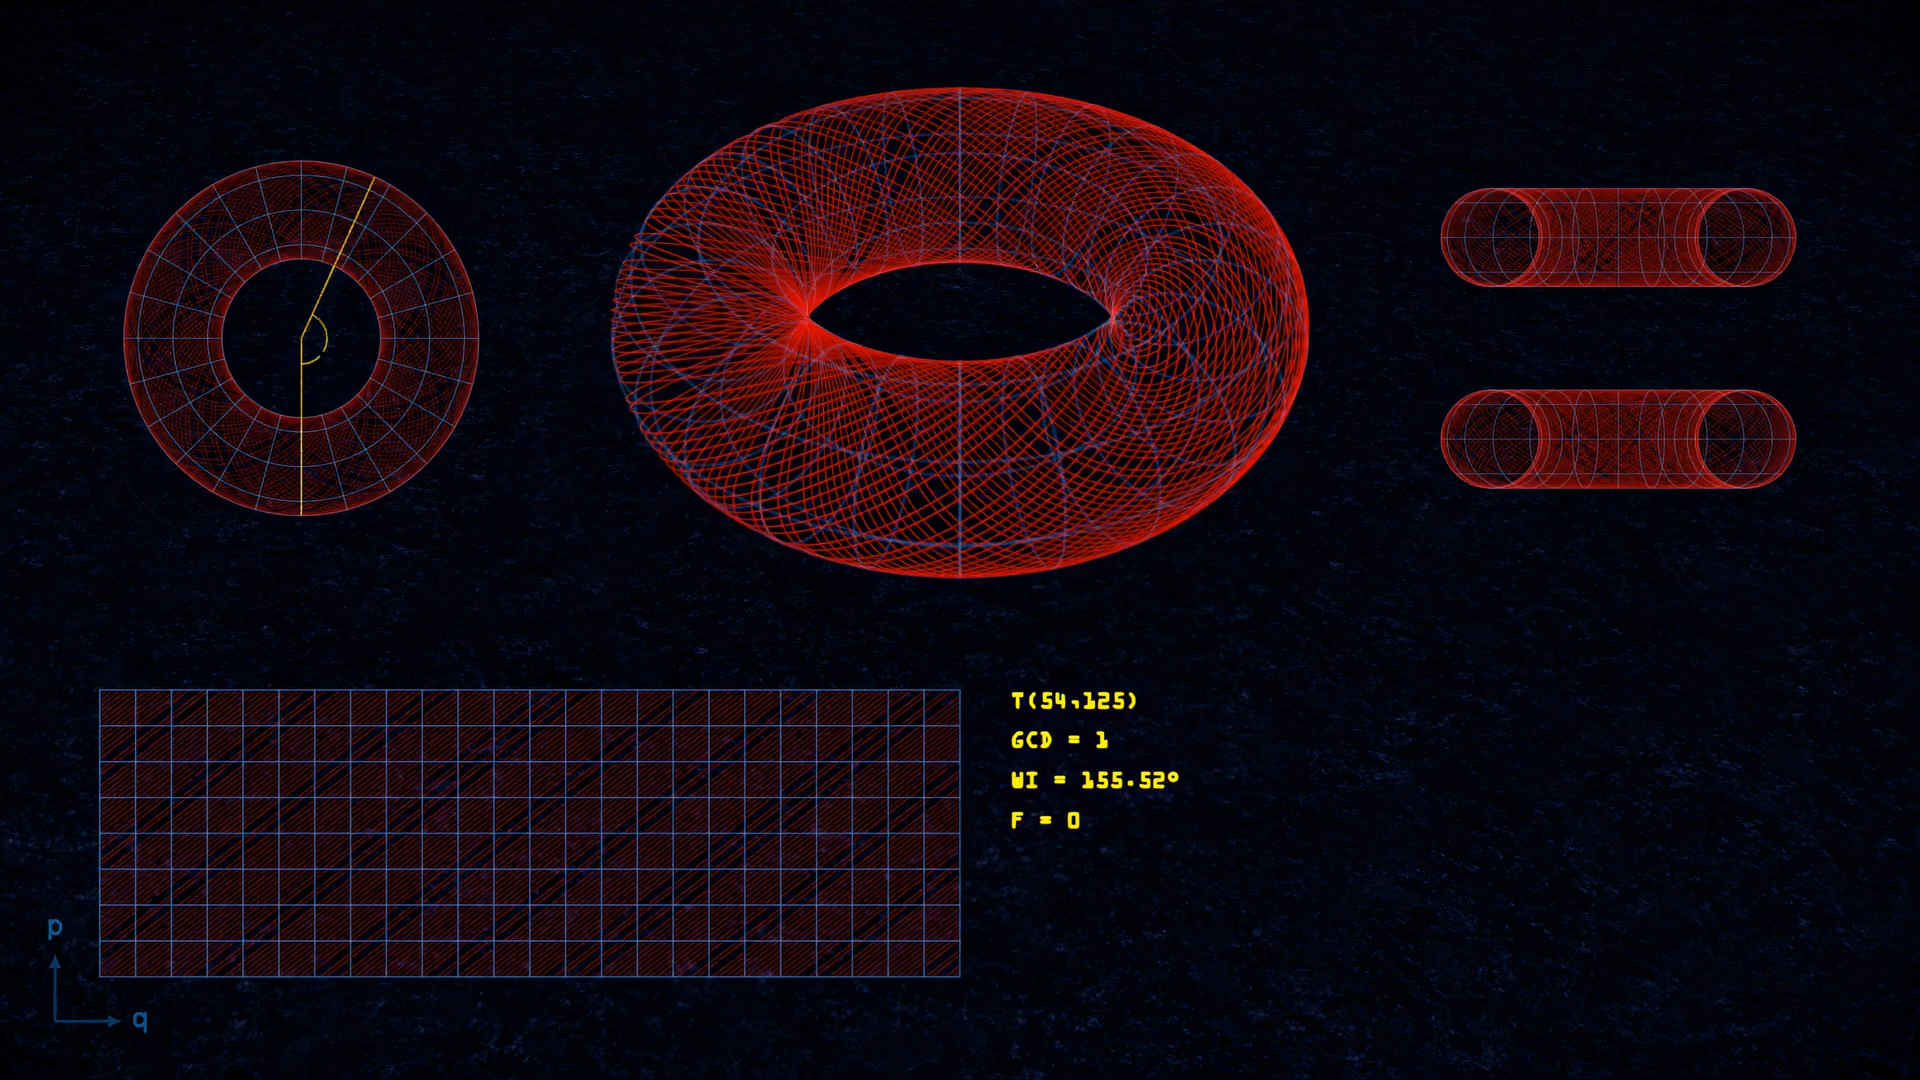 T(54,125)
GCD = 1
WI = 155.52°
F = 0
p
q